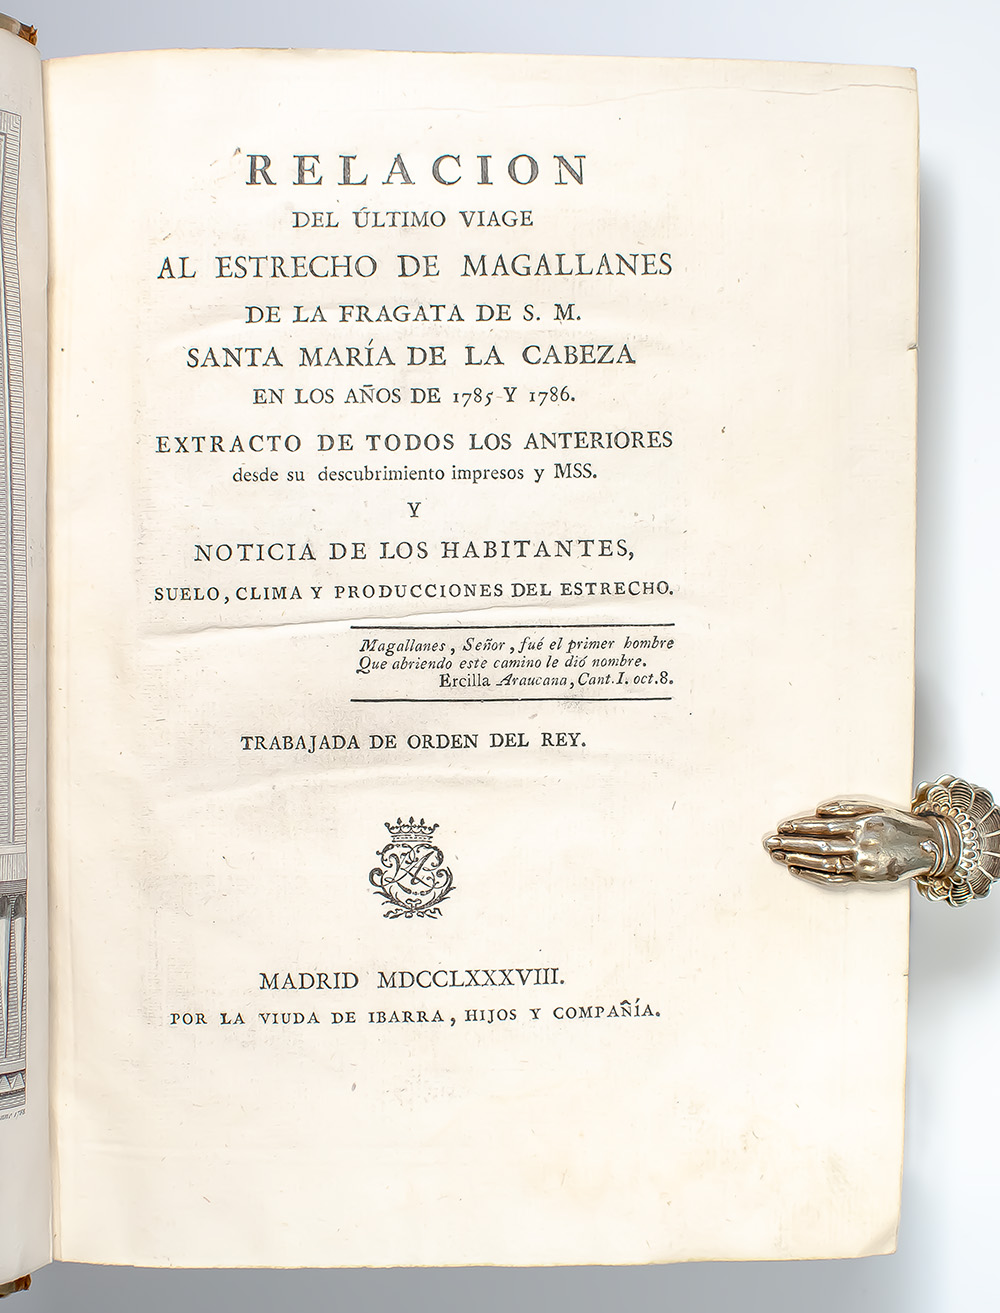 RELACION
DEL ÚLTIMO VIAGE
AL ESTRECHO DE MAGALLANES
DE LA FRAGATA DE S. M.
SANTA MARÍA DE LA CABEZA
EN LOS AÑOS DE 1785 Y 1786.
EXTRACTO DE TODOS LOS ANTERIORES
desde su descubrimiento impresos y MSS.
Y
NOTICIA DE LOS HABITANTES,
SUELO, CLIMA Y PRODUCCIONES DEL ESTRECHO.
Magallanes, Señor, fué el primer hombre
Que abriendo este camino le dió nombre.
Ercilla Araucana, Cant. I. oct. 8.
TRABAJADA DE ORDEN DEL REY.
MADRID MDCCLXXXVIII.
POR LA VIUDA DE IBARRA, HIJOS Y COMPAÑÍA.
1788